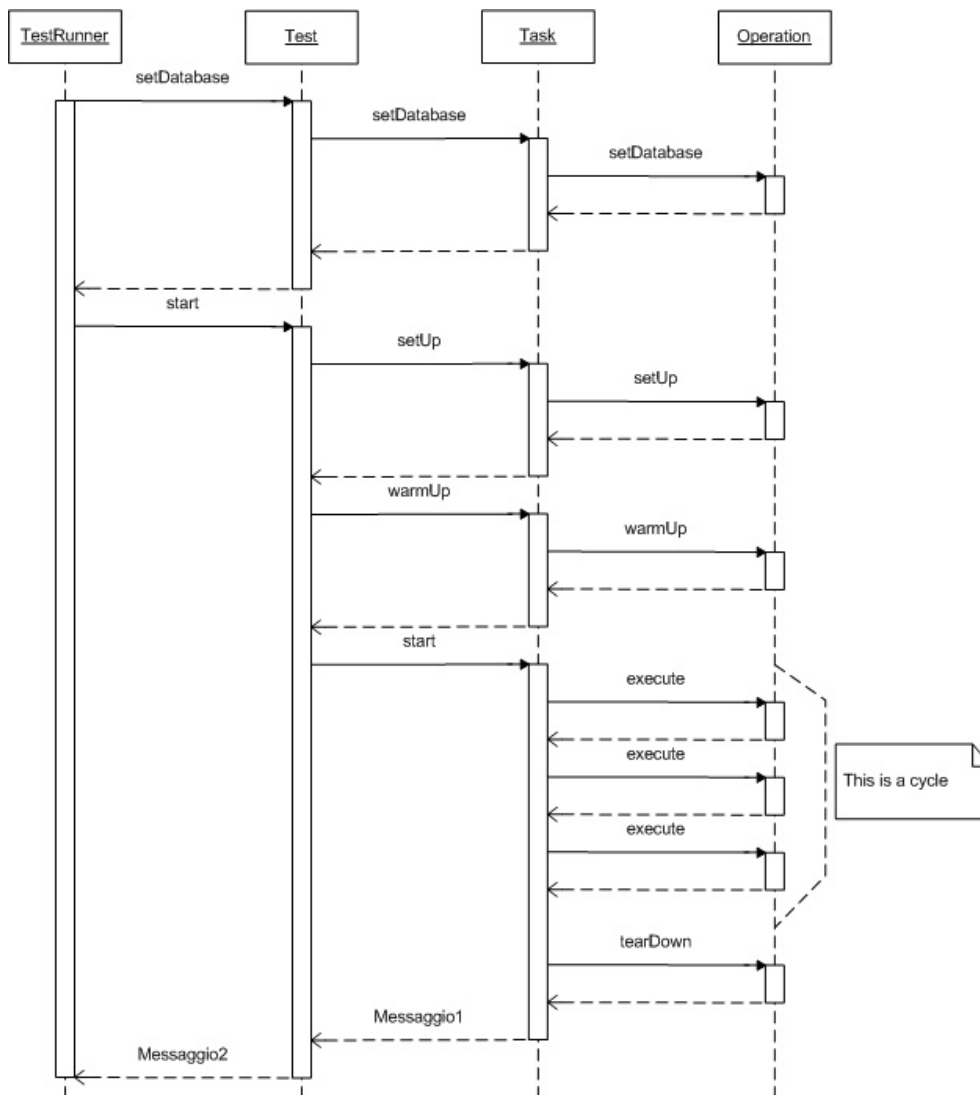 TestRunner
Test
Task
Operation
setDatabase
setDatabase
setDatabase
start
setUp
setUp
warmUp
warmUp
start
execute
execute
This is a cycle
execute
tearDown
Messaggio1
Messaggio2